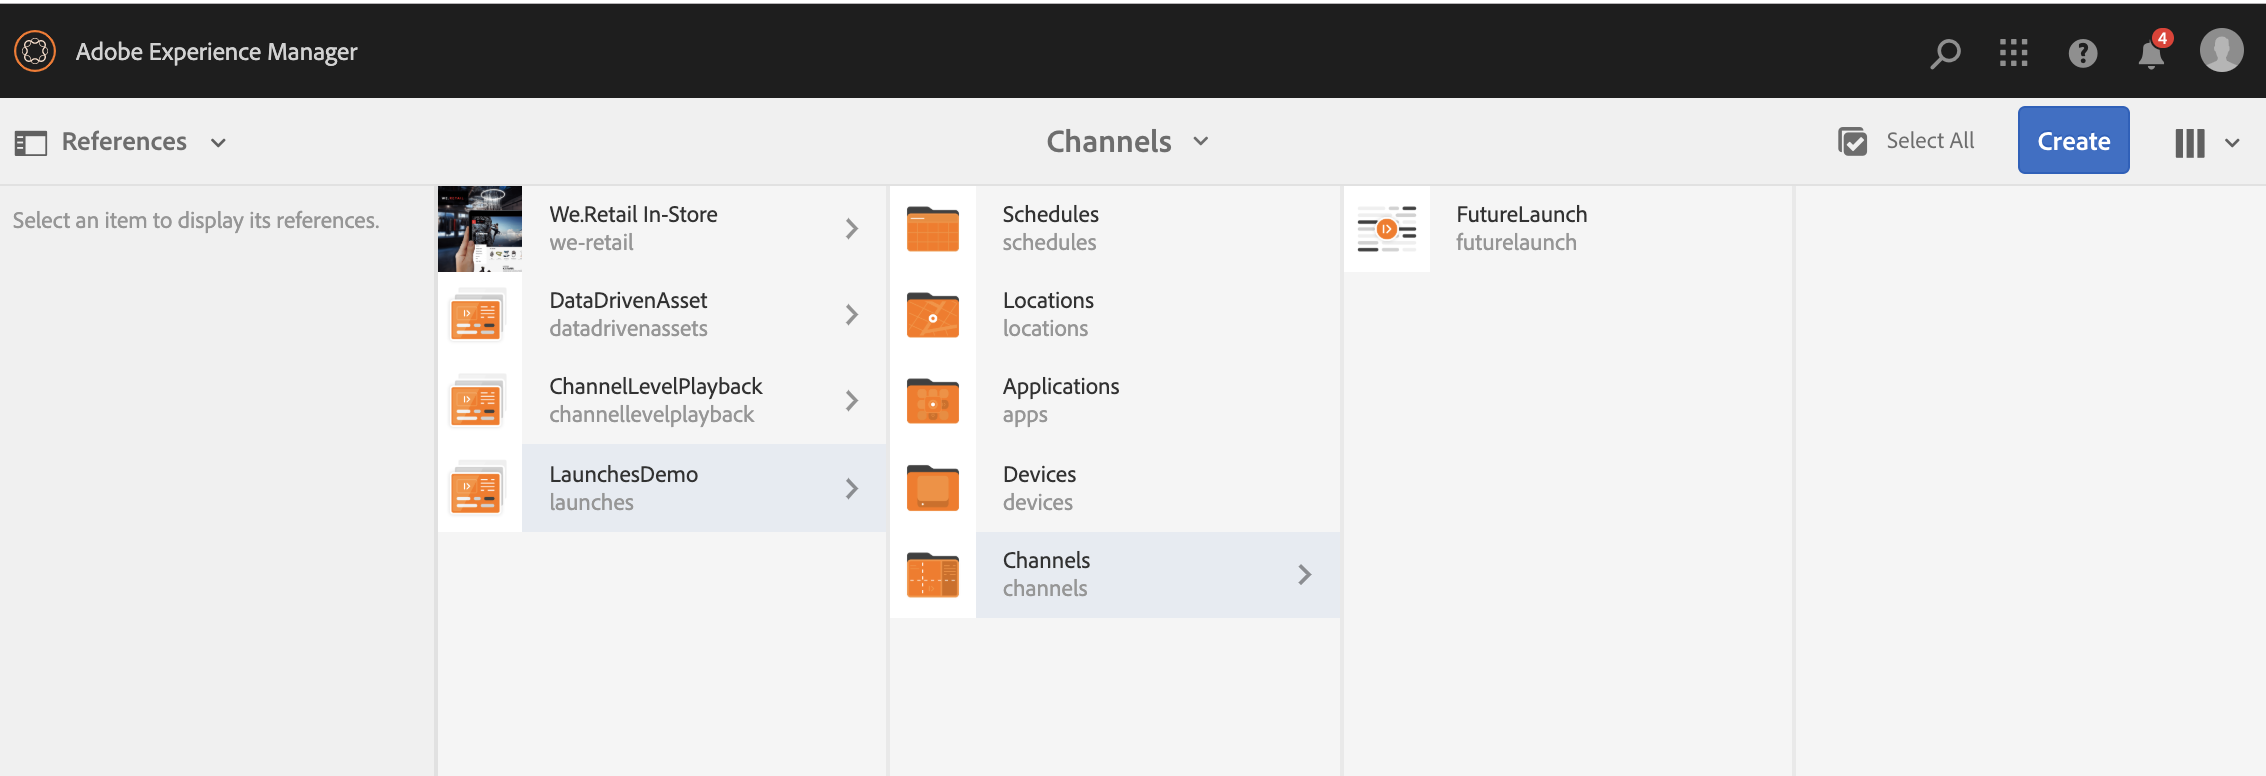 Adobe Experience Manager
4
References
Channels
Select All
Create
Select an item to display its references.
We.Retail In-Store
we-retail
DataDrivenAsset
datadrivenassets
ChannelLevelPlayback
channellevelplayback
LaunchesDemo
launches
Schedules
schedules
Locations
locations
Applications
apps
Devices
devices
Channels
channels
FutureLaunch
futurelaunch